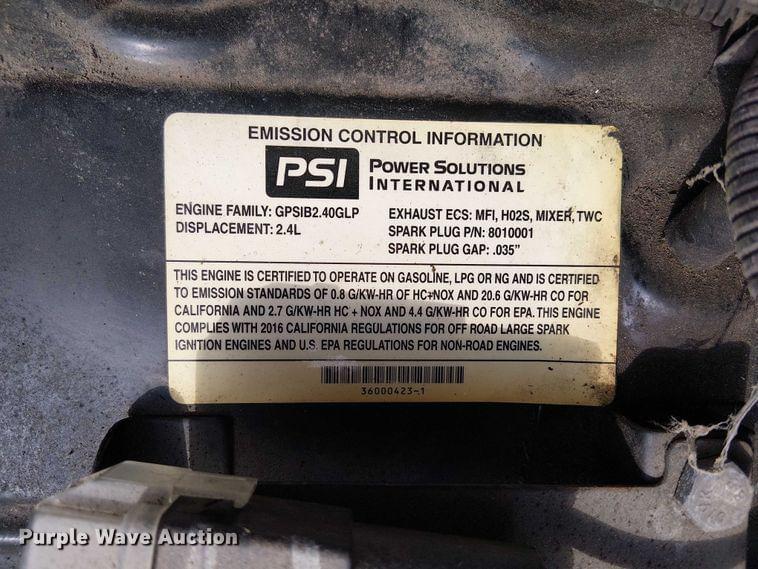 EMISSION CONTROL INFORMATION
PSI POWER SOLUTIONS INTERNATIONAL
ENGINE FAMILY: GPSIB2.40GLP
DISPLACEMENT: 2.4L
EXHAUST ECS: MFI, H02S, MIXER, TWC
SPARK PLUG P/N: 8010001
SPARK PLUG GAP: .035"
THIS ENGINE IS CERTIFIED TO OPERATE ON GASOLINE, LPG OR NG AND IS CERTIFIED
TO EMISSION STANDARDS OF 0.8 G/KW-HR OF HC+NOX AND 20.6 G/KW-HR CO FOR
CALIFORNIA AND 2.7 G/KW-HR HC + NOX AND 4.4 G/KW-HR CO FOR EPA. THIS ENGINE
COMPLIES WITH 2016 CALIFORNIA REGULATIONS FOR OFF ROAD LARGE SPARK
IGNITION ENGINES AND U.S. EPA REGULATIONS FOR NON-ROAD ENGINES.
36000423-1
Purple Wave Auction